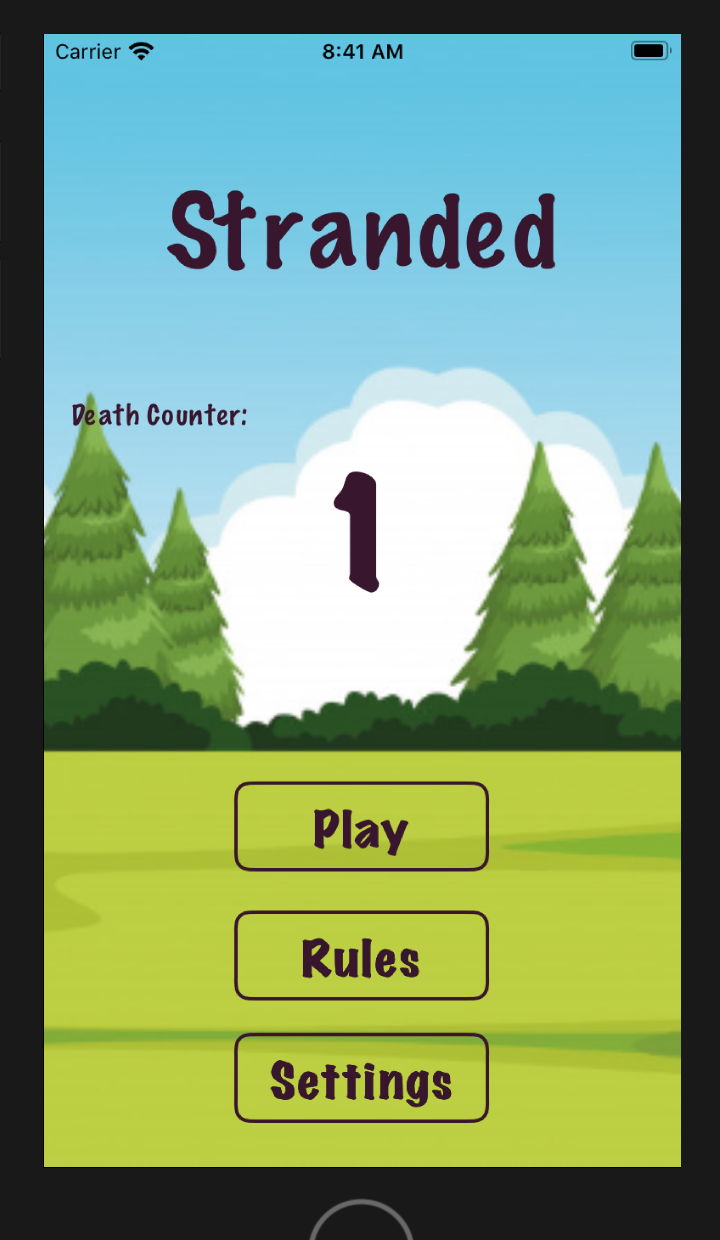 Carrier 8:41 AM
Stranded
Death Counter:
1
Play
Rules
Settings